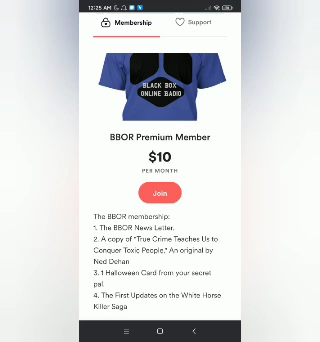 12:25 AM
Membership
Support
BLACK BOX
ONLINE RADIO
BBOR Premium Member
$10
PER MONTH
Join
The BBOR membership:
1. The BBOR News Letter.
2. A copy of "True Crime Teaches Us to
Conquer Toxic People," An original by
Ned Dehan
3. 1 Halloween Card from your secret
pal.
4. The First Updates on the White Horse
Killer Saga